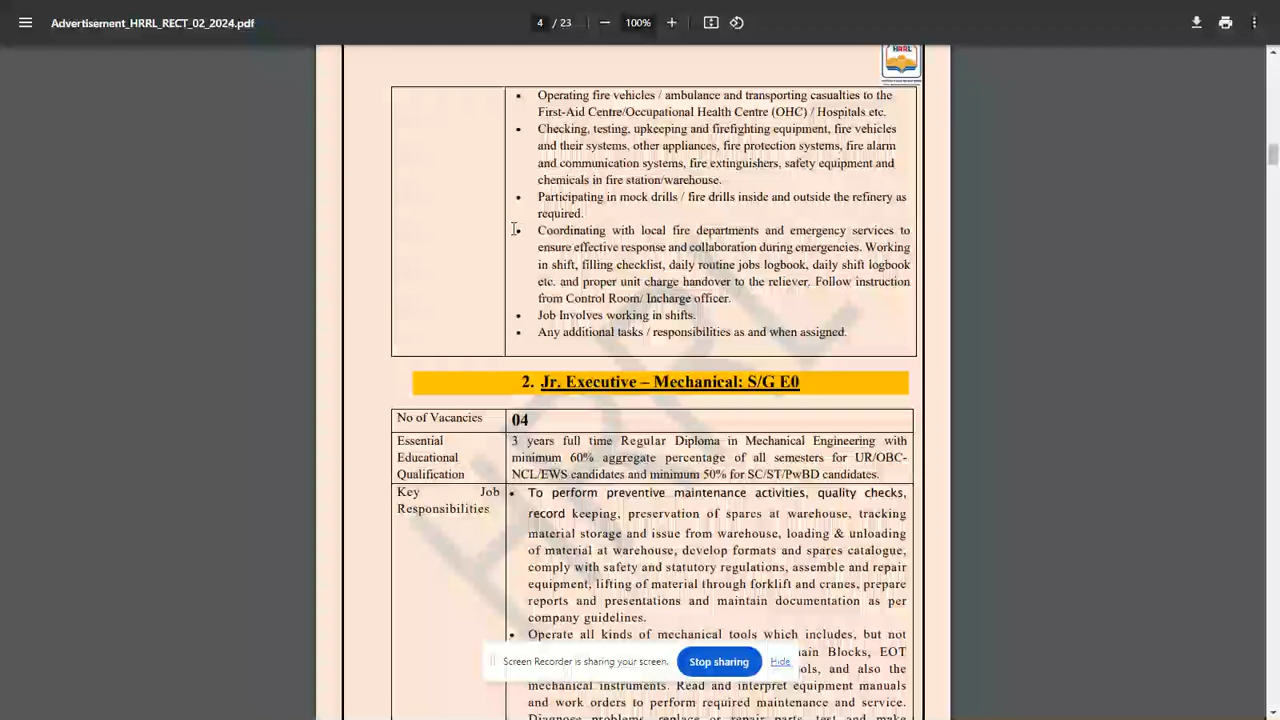 Advertisement_HRRL_RECT_02_2024.pdf
4 / 23
100%
HRRL
Operating fire vehicles / ambulance and transporting casualties to the
First-Aid Centre/Occupational Health Centre (OHC) / Hospitals etc.
Checking, testing, upkeeping and firefighting equipment, fire vehicles
and their systems, other appliances, fire protection systems, fire alarm
and communication systems, fire extinguishers, safety equipment and
chemicals in fire station/warehouse.
Participating in mock drills / fire drills inside and outside the refinery as
required.
Coordinating with local fire departments and emergency services to
ensure effective response and collaboration during emergencies. Working
in shift, filling checklist, daily routine jobs logbook, daily shift logbook
etc. and proper unit charge handover to the reliever. Follow instruction
from Control Room/ Incharge officer.
Job Involves working in shifts.
Any additional tasks / responsibilities as and when assigned.
2. Jr. Executive – Mechanical: S/G E0
No of Vacancies
04
Essential
Educational
Qualification
3 years full time Regular Diploma in Mechanical Engineering with
minimum 60% aggregate percentage of all semesters for UR/OBC-
NCL/EWS candidates and minimum 50% for SC/ST/PwBD candidates.
Key Job
Responsibilities
To perform preventive maintenance activities, quality checks,
record keeping, preservation of spares at warehouse, tracking
material storage and issue from warehouse, loading & unloading
of material at warehouse, develop formats and spares catalogue,
comply with safety and statutory regulations, assemble and repair
equipment, lifting of material through forklift and cranes, prepare
reports and presentations and maintain documentation as per
company guidelines.
Operate all kinds of mechanical tools which includes, but not
Blocks, EOT
and also the
mechanical instruments. Read and interpret equipment manuals
and work orders to perform required maintenance and service.
Diagnose problems, replace or repair parts, test and make
Screen Recorder is sharing your screen.
Stop sharing
Hide